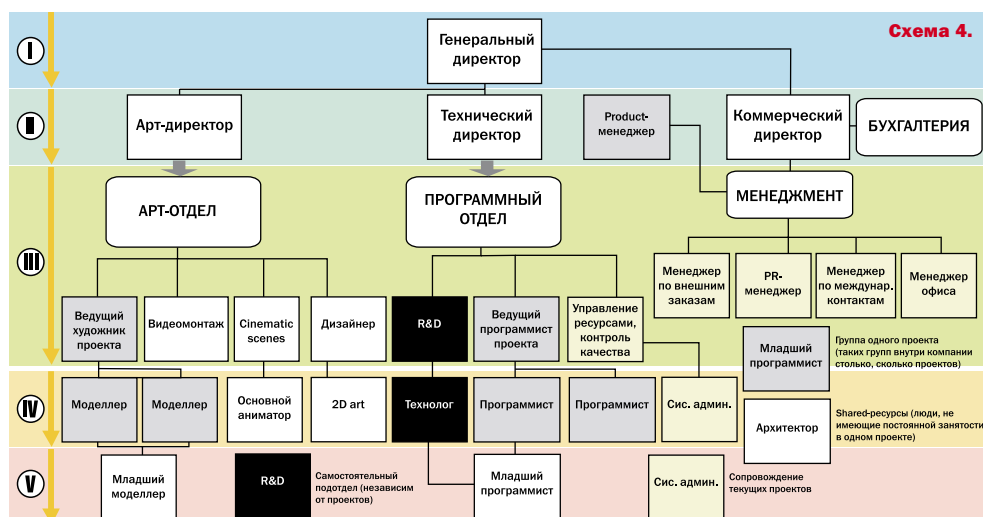 Схема 4.
I
Генеральный
директор
II
Арт-директор
Технический
директор
Product-
менеджер
Коммерческий
директор
БУХГАЛТЕРИЯ
III
АРТ-ОТДЕЛ
ПРОГРАММНЫЙ
ОТДЕЛ
МЕНЕДЖМЕНТ
Менеджер
по внешним
заказам
PR-
менеджер
Менеджер
по междунар.
контактам
Менеджер
офиса
Ведущий
художник
проекта
Видеомонтаж
Cinematic
scenes
Дизайнер
R&D
Ведущий
программист
проекта
Управление
ресурсами,
контроль
качества
Младший
программист
Группа одного проекта
(таких групп внутри компании
столько, сколько проектов)
IV
Моделлер
Моделлер
Основной
аниматор
2D art
Технолог
Программист
Программист
Сис. админ.
Архитектор
Shared-ресурсы (люди, не
имеющие постоянной занятости
в одном проекте)
V
Младший
моделлер
R&D
Самостоятельный
подотдел (независим
от проектов)
Младший
программист
Сис. админ.
Сопровождение
текущих проектов